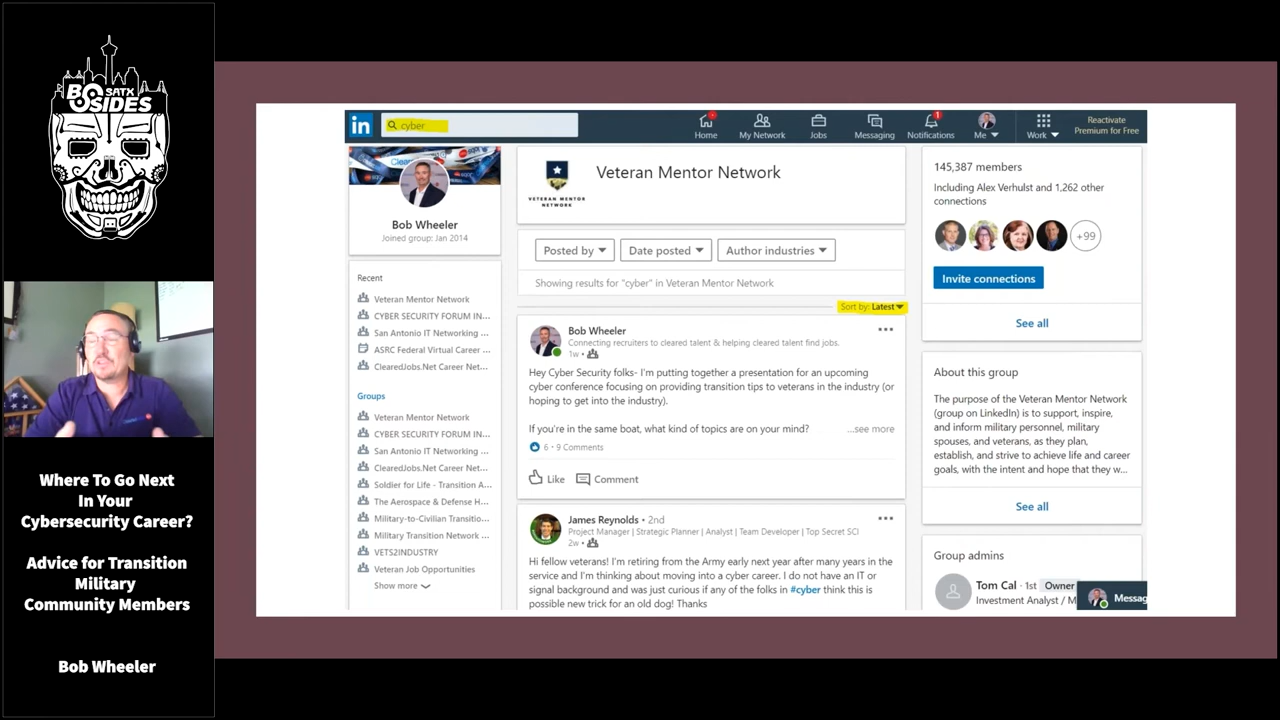 BSIDES
SATX
Where To Go Next
In Your
Cybersecurity Career?
Advice for Transition
Military
Community Members
Bob Wheeler
in
cyber
Home
My Network
Jobs
Messaging
1
Notifications
Me
Work
Reactivate
Premium for Free
Bob Wheeler
Joined group: Jan 2014
Recent
Veteran Mentor Network
CYBER SECURITY FORUM IN...
San Antonio IT Networking ...
ASRC Federal Virtual Career ...
ClearedJobs.Net Career Net...
Groups
Veteran Mentor Network
CYBER SECURITY FORUM IN...
San Antonio IT Networking ...
ClearedJobs.Net Career Net...
Soldier for Life - Transition A...
The Aerospace & Defense H...
Military-to-Civilian Transitio...
Military Transition Network ...
VETS2INDUSTRY
Veteran Job Opportunities
Show more
VETERAN MENTOR
NETWORK
Veteran Mentor Network
Posted by
Date posted
Author industries
Showing results for "cyber" in Veteran Mentor Network
Sort by: Latest
Bob Wheeler
Connecting recruiters to cleared talent & helping cleared talent find jobs.
1w •
Hey Cyber Security folks- I'm putting together a presentation for an upcoming
cyber conference focusing on providing transition tips to veterans in the industry (or
hoping to get into the industry).
If you're in the same boat, what kind of topics are on your mind?
...see more
6 • 9 Comments
Like
Comment
James Reynolds • 2nd
Project Manager | Strategic Planner | Analyst | Team Developer | Top Secret SCI
2w •
Hi fellow veterans! I'm retiring from the Army early next year after many years in the
service and I'm thinking about moving into a cyber career. I do not have an IT or
signal background and was just curious if any of the folks in #cyber think this is
possible new trick for an old dog! Thanks
145,387 members
Including Alex Verhulst and 1,262 other
connections
+99
Invite connections
See all
About this group
The purpose of the Veteran Mentor Network
(group on LinkedIn) is to support, inspire,
and inform military personnel, military
spouses, and veterans, as they plan,
establish, and strive to achieve life and career
goals, with the intent and hope that they w...
See all
Group admins
Tom Cal · 1st Owner
Investment Analyst / M
Messag